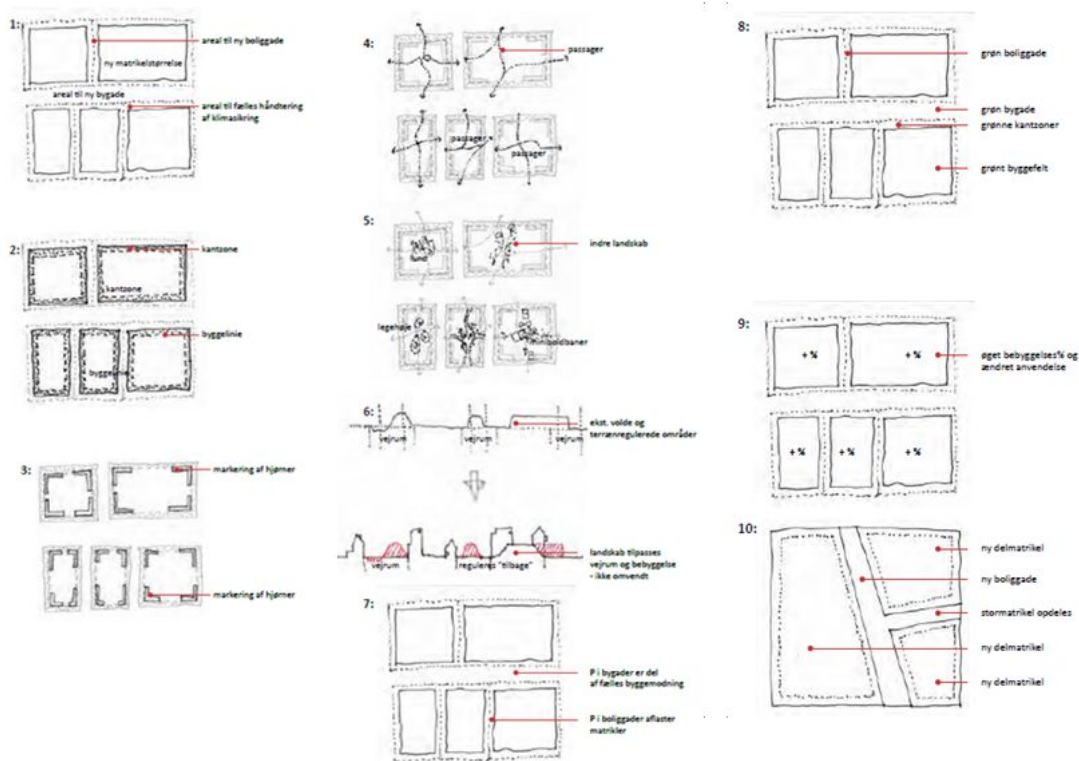 1:
areal til ny boliggade
ny matrikelstørrelse
areal til ny bygade
areal til fælles håndtering
af klimasikring
2:
kantzone
kantzone
byggelinie
byggelinie
3:
markering af hjørner
markering af hjørner
4:
passager
passager
passager
5:
indre landskab
lund
legehøje
miniboldbaner
6:
ekst. volde og
terrænregulerede områder
vejrum
vejrum
vejrum
landskab tilpasses
vejrum og bebyggelse
- ikke omvendt
vejrum
reguleres "tilbage"
7:
P i bygader er del
af fælles byggemodning
P i boliggader aflaster
matrikler
8:
grøn boliggade
grøn bygade
grønne kantzoner
grønt byggefelt
9:
+ %
+ %
øget bebyggelses% og
ændret anvendelse
+ %
+ %
+ %
10:
ny delmatrikel
ny boliggade
stormatrikel opdeles
ny delmatrikel
ny delmatrikel